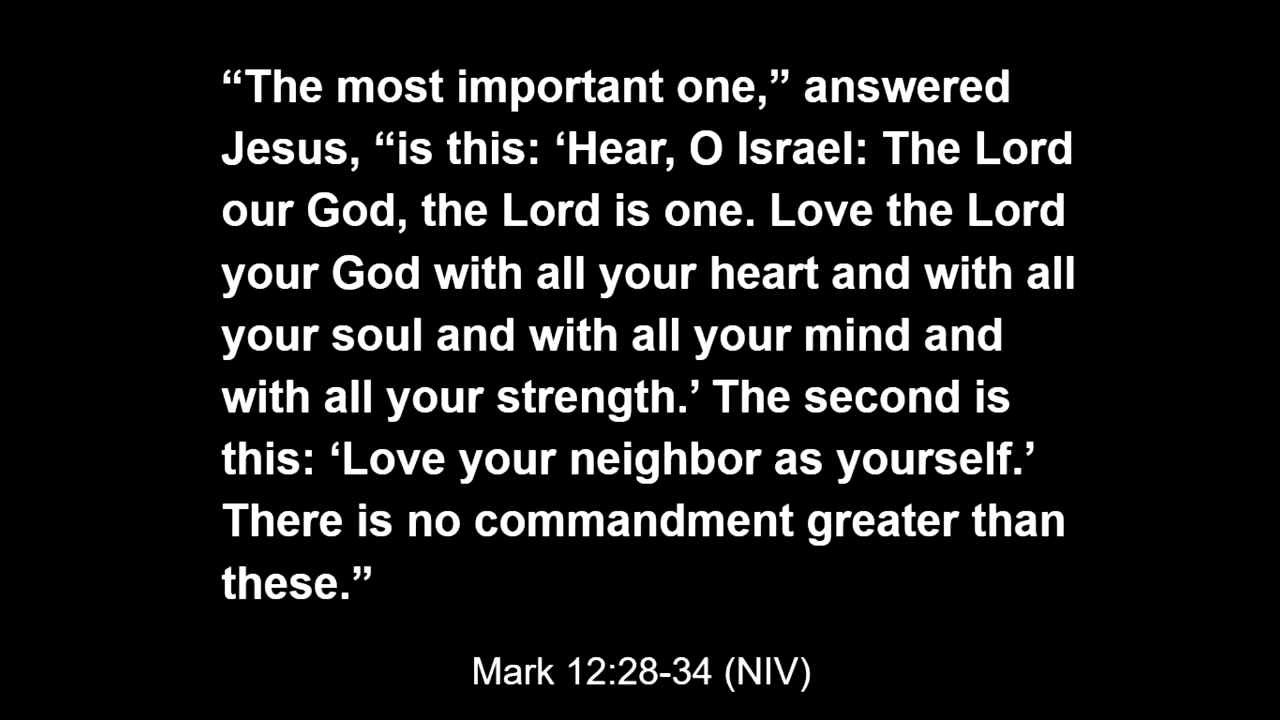 “The most important one,” answered
Jesus, “is this: ‘Hear, O Israel: The Lord
our God, the Lord is one. Love the Lord
your God with all your heart and with all
your soul and with all your mind and
with all your strength.’ The second is
this: ‘Love your neighbor as yourself.’
There is no commandment greater than
these.”
Mark 12:28-34 (NIV)